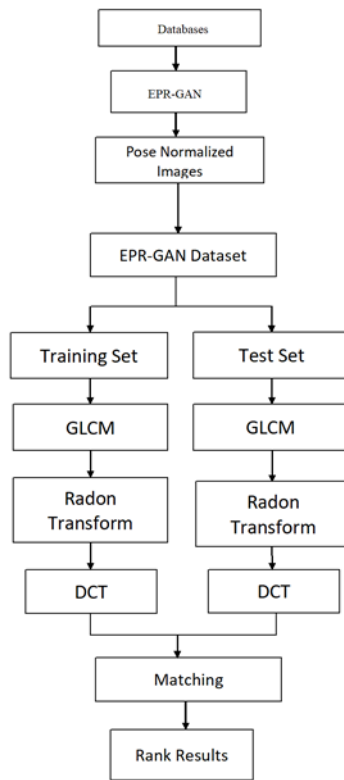 Databases
EPR-GAN
Pose Normalized
Images
EPR-GAN Dataset
Training Set
Test Set
GLCM
GLCM
Radon
Transform
Radon
Transform
DCT
DCT
Matching
Rank Results